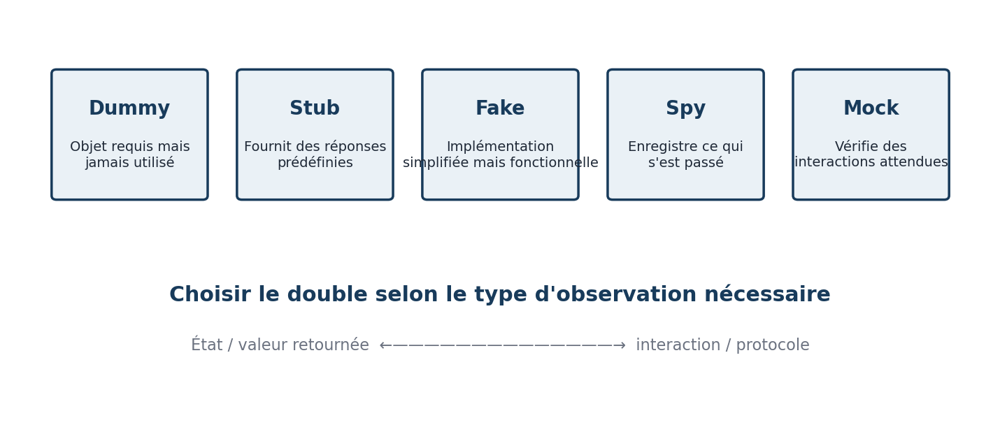 Dummy
Objet requis mais
jamais utilisé
Stub
Fournit des réponses
prédéfinies
Fake
Implémentation
simplifiée mais fonctionnelle
Spy
Enregistre ce qui
s'est passé
Mock
Vérifie des
interactions attendues
Choisir le double selon le type d'observation nécessaire
État / valeur retournée ←——————————————→ interaction / protocole